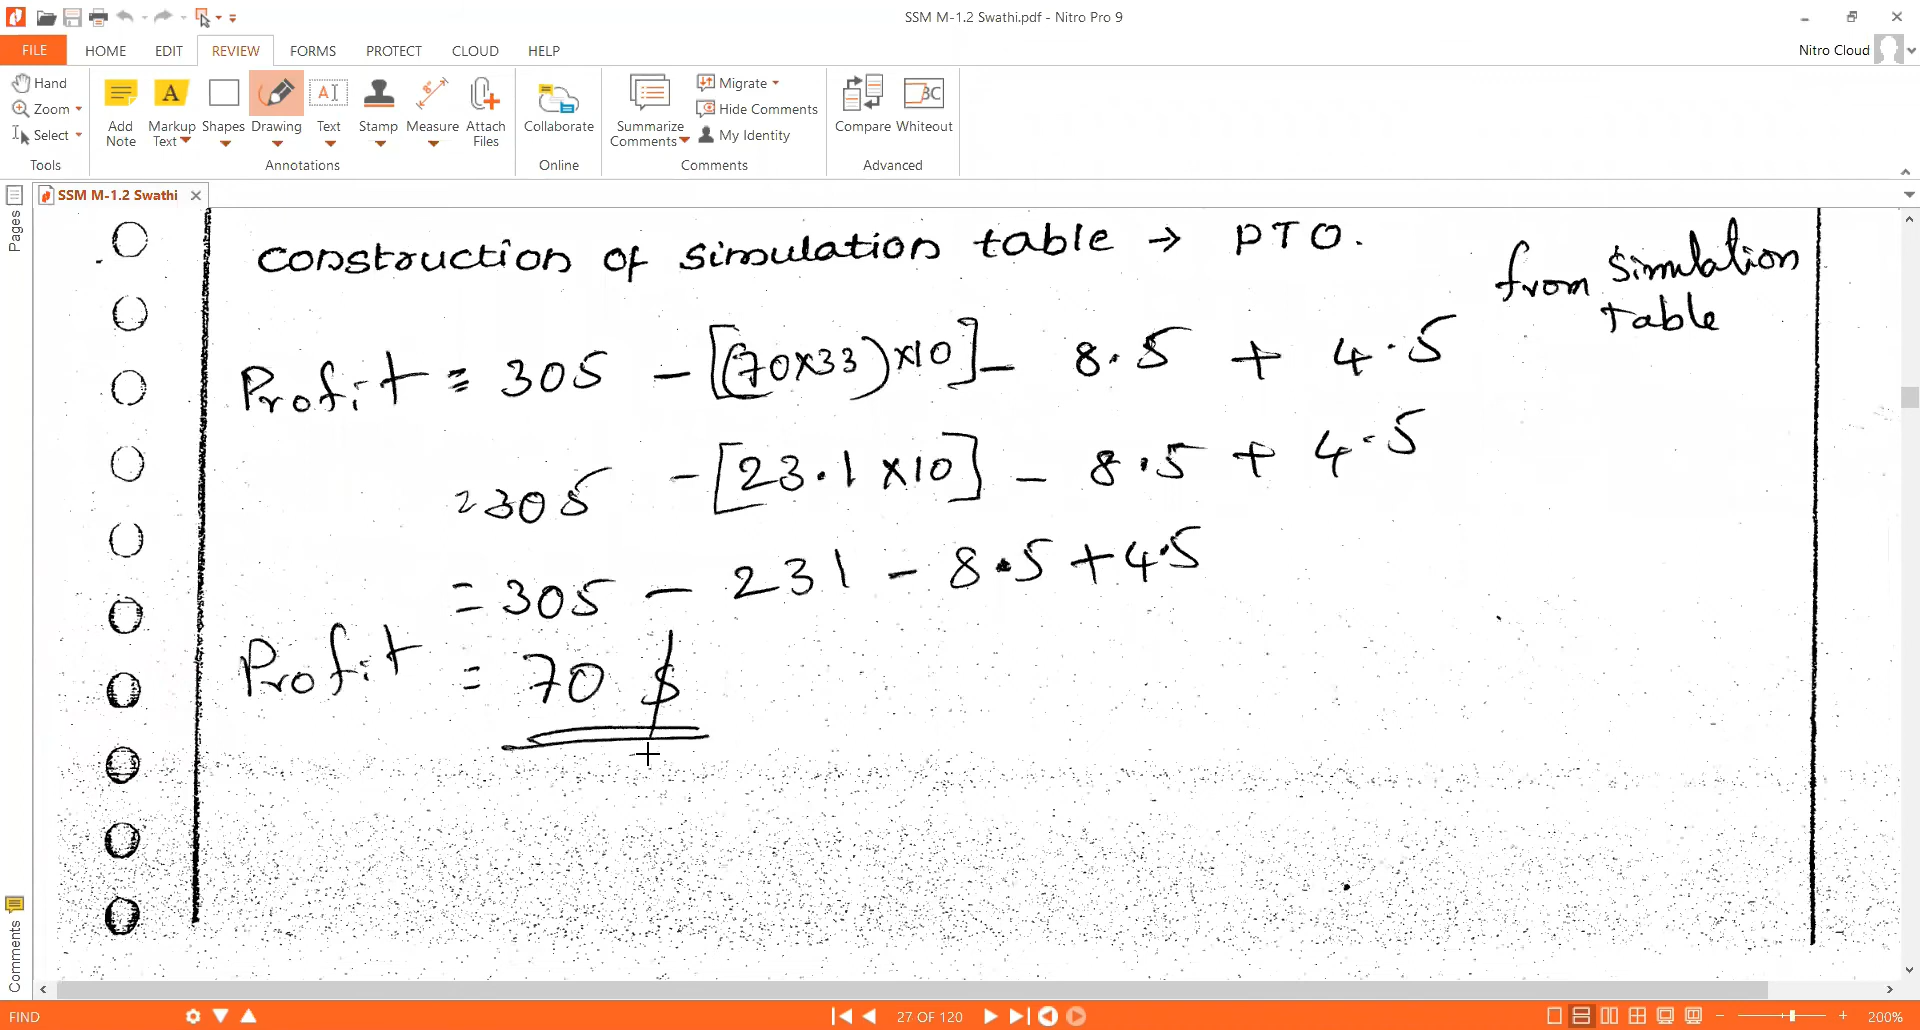 SSM M-1.2 Swathi.pdf - Nitro Pro 9
FILE HOME EDIT REVIEW FORMS PROTECT CLOUD HELP
Nitro Cloud
Hand
Zoom
Select
Tools
Add Note
Markup Text
Shapes
Drawing
Text
Stamp
Measure
Attach Files
Annotations
Collaborate
Online
Summarize Comments
Migrate
Hide Comments
My Identity
Comments
Compare
Whiteout
Advanced
Pages
SSM M-1.2 Swathi
construction of simulation table → PTO.
from simulation
table
Profit = 305 - [(70x33)x10] - 8.5 + 4.5
= 305 - [23.1 x10] - 8.5 + 4.5
= 305 - 231 - 8.5 + 4.5
Profit = 70 $
Comments
FIND
27 OF 120
200%